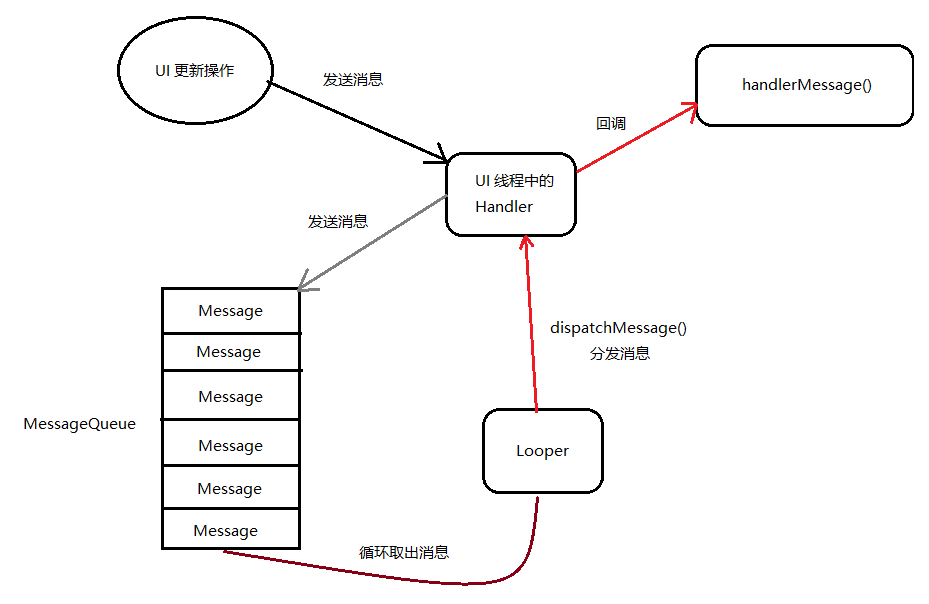 UI 更新操作
发送消息
handlerMessage()
回调
UI 线程中的
Handler
发送消息
Message
Message
Message
Message
Message
Message
MessageQueue
dispatchMessage()
分发消息
Looper
循环取出消息